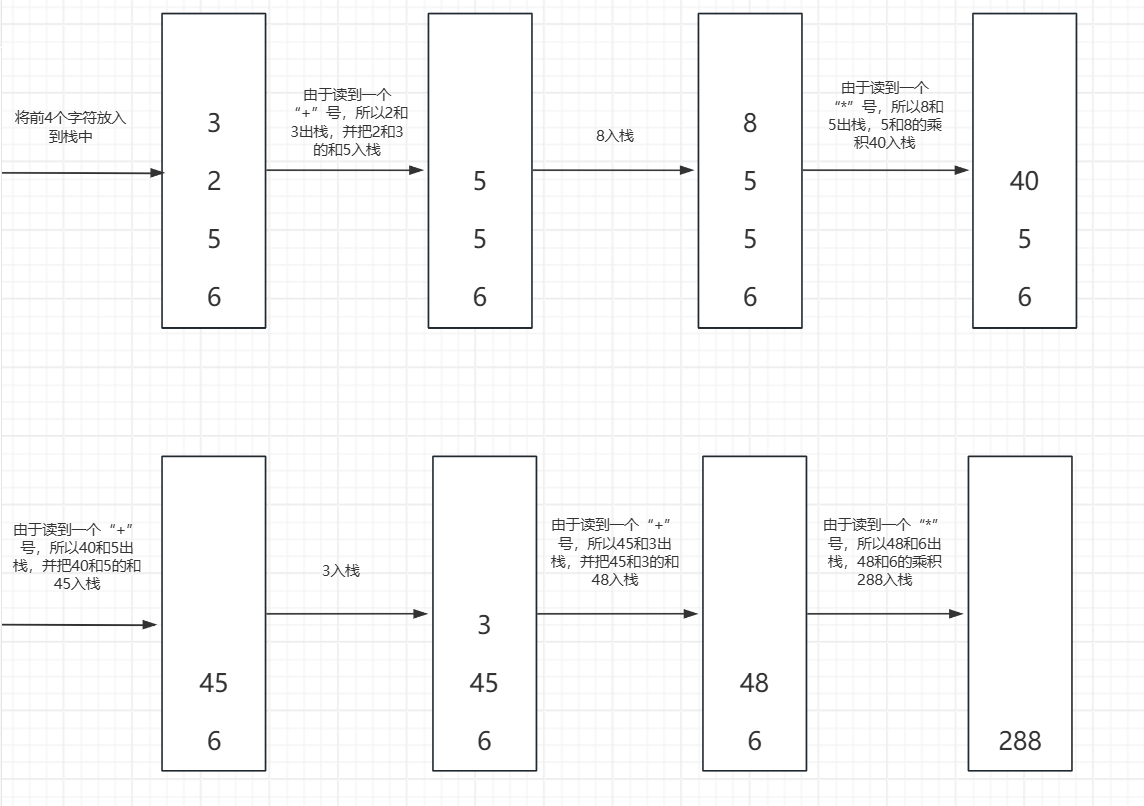 将前4个字符放入
到栈中
3
2
5
6
由于读到一个
“+”号，所以2和
3出栈，并把2和3
的和5入栈
5
5
6
8入栈
8
5
5
6
由于读到一个
“*”号，所以8和
5出栈，5和8的乘
积40入栈
40
5
6
由于读到一个“+”
号，所以40和5出
栈，并把40和5的和
45入栈
45
6
3入栈
3
45
6
由于读到一个“+”
号，所以45和3出
栈，并把45和3的和
48入栈
48
6
由于读到一个“*”
号，所以48和6出
栈，48和6的乘积
288入栈
288